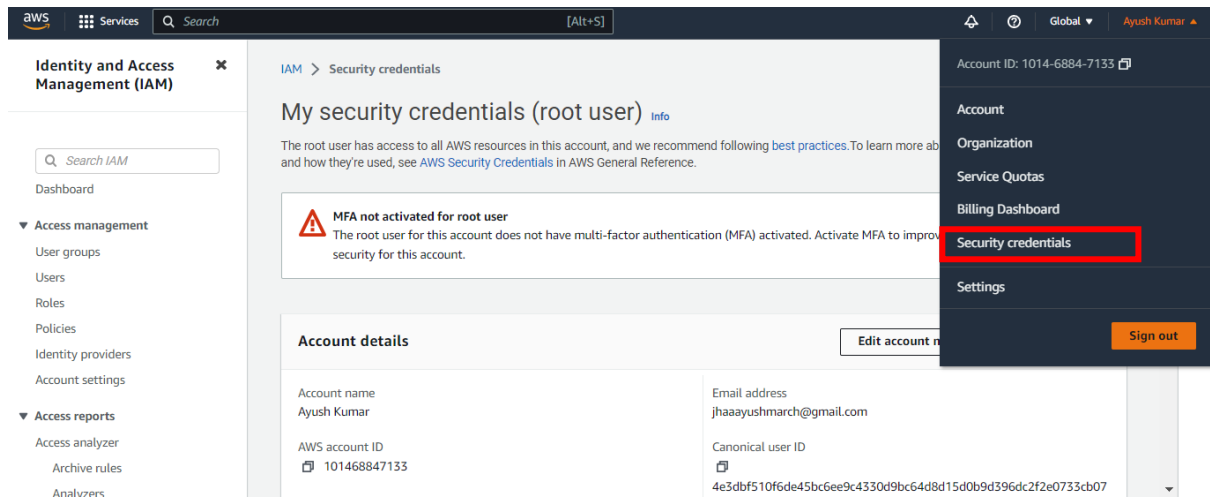 aws
Services
Search
[Alt+S]
Global
Ayush Kumar
Identity and Access
Management (IAM)
Search IAM
Dashboard
Access management
User groups
Users
Roles
Policies
Identity providers
Account settings
Access reports
Access analyzer
Archive rules
Analyzers
IAM > Security credentials
My security credentials (root user) Info
The root user has access to all AWS resources in this account, and we recommend following best practices.To learn more ab
and how they're used, see AWS Security Credentials in AWS General Reference.
MFA not activated for root user
The root user for this account does not have multi-factor authentication (MFA) activated. Activate MFA to improv
security for this account.
Account details
Edit account n
Account name
Ayush Kumar
Email address
jhaaayushmarch@gmail.com
AWS account ID
101468847133
Canonical user ID
4e3dbf510f6de45bc6ee9c4330d9bc64d8d15d0b9d396dc2f2e0733cb07
Account ID: 1014-6884-7133
Account
Organization
Service Quotas
Billing Dashboard
Security credentials
Settings
Sign out